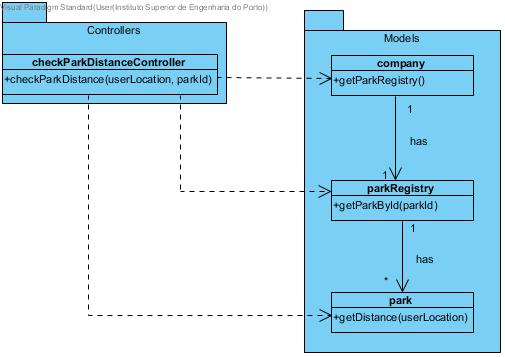 Visual Paradigm Standard(User(Instituto Superior de Engenharia do Porto))
Controllers
checkParkDistanceController
+checkParkDistance(userLocation, parkId)
Models
company
+getParkRegistry()
1
has
1
parkRegistry
+getParkById(parkId)
1
has
*
park
+getDistance(userLocation)